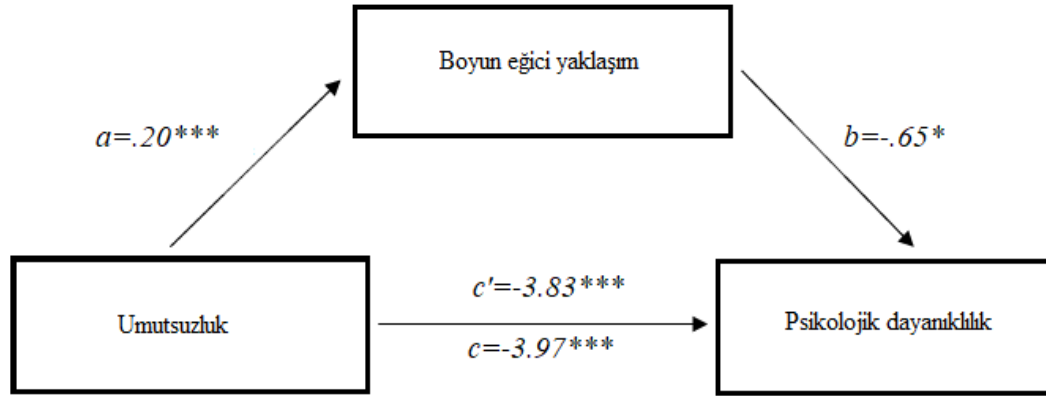 Boyun eğici yaklaşım
a=.20***
b=-.65*
Umutsuzluk
c'=-3.83***
c=-3.97***
Psikolojik dayanıklılık